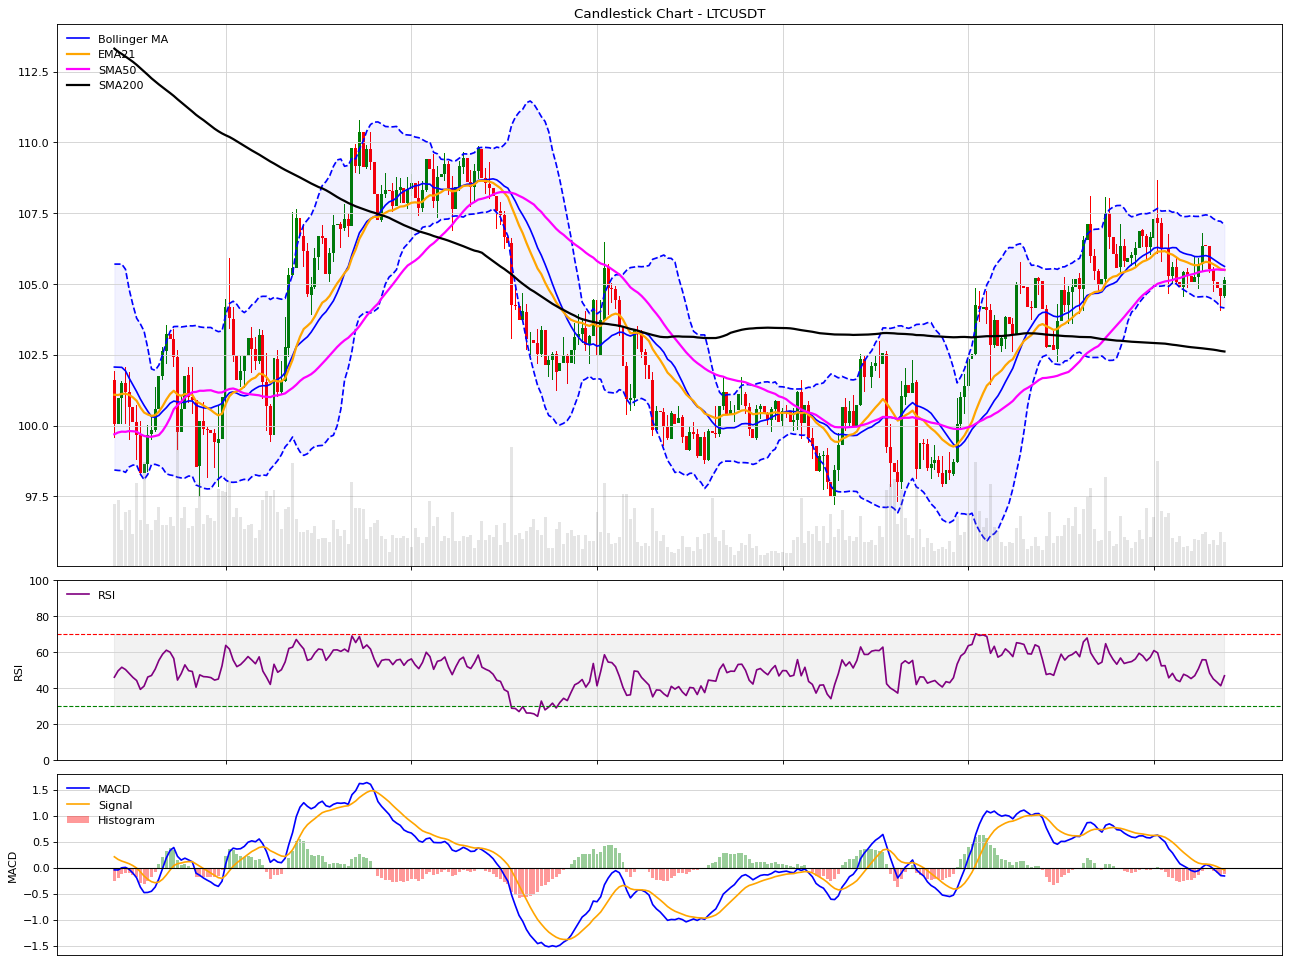 Candlestick Chart - LTCUSDT
Bollinger MA
EMA21
SMA50
SMA200
112.5
110.0
107.5
105.0
102.5
100.0
97.5
RSI
100
80
60
40
20
0
RSI
MACD
Signal
Histogram
1.5
1.0
0.5
0.0
−0.5
−1.0
−1.5
MACD